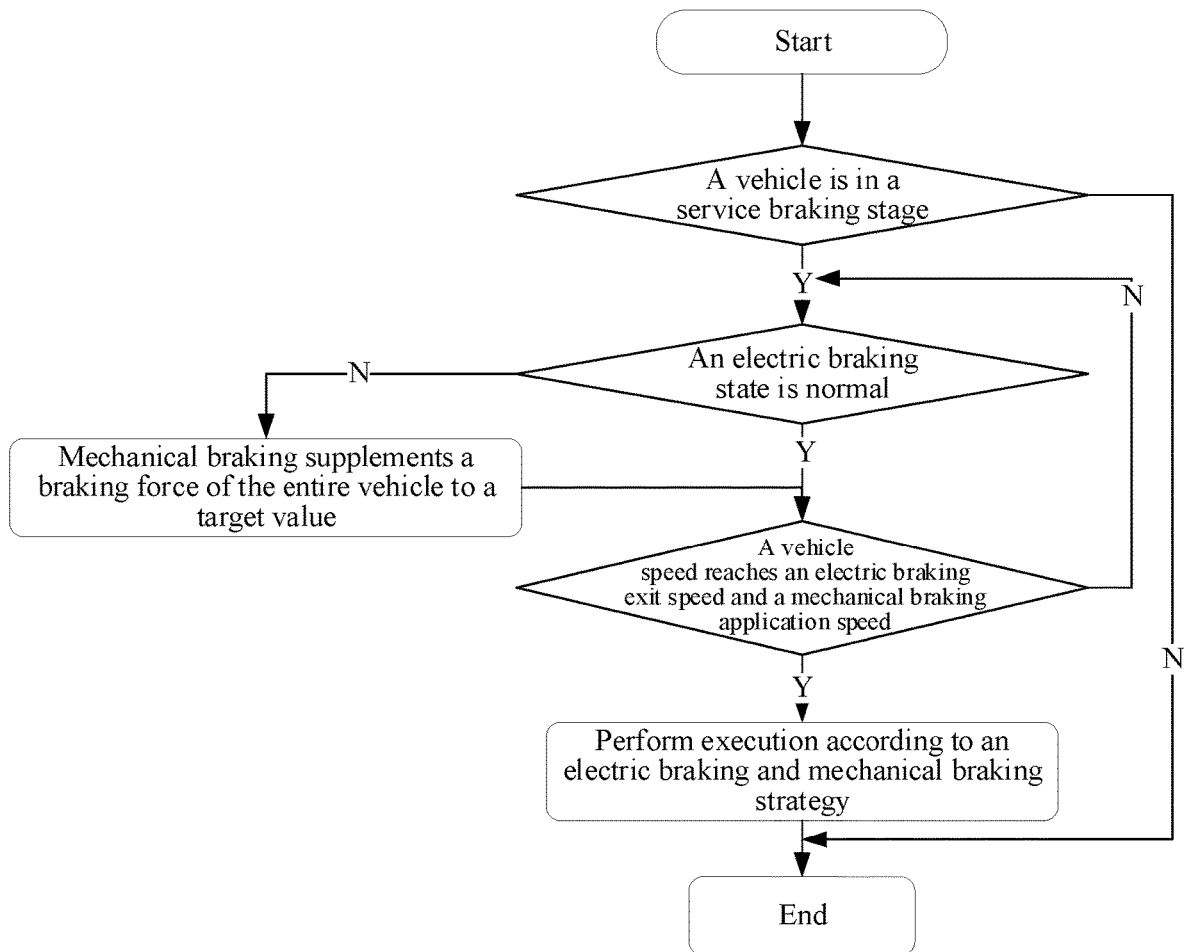 Start
A vehicle is in a
service braking stage
Y
N
An electric braking
state is normal
N
Y
Mechanical braking supplements a
braking force of the entire vehicle to a
target value
A vehicle
speed reaches an electric braking
exit speed and a mechanical braking
application speed
N
Y
Perform execution according to an
electric braking and mechanical braking
strategy
End